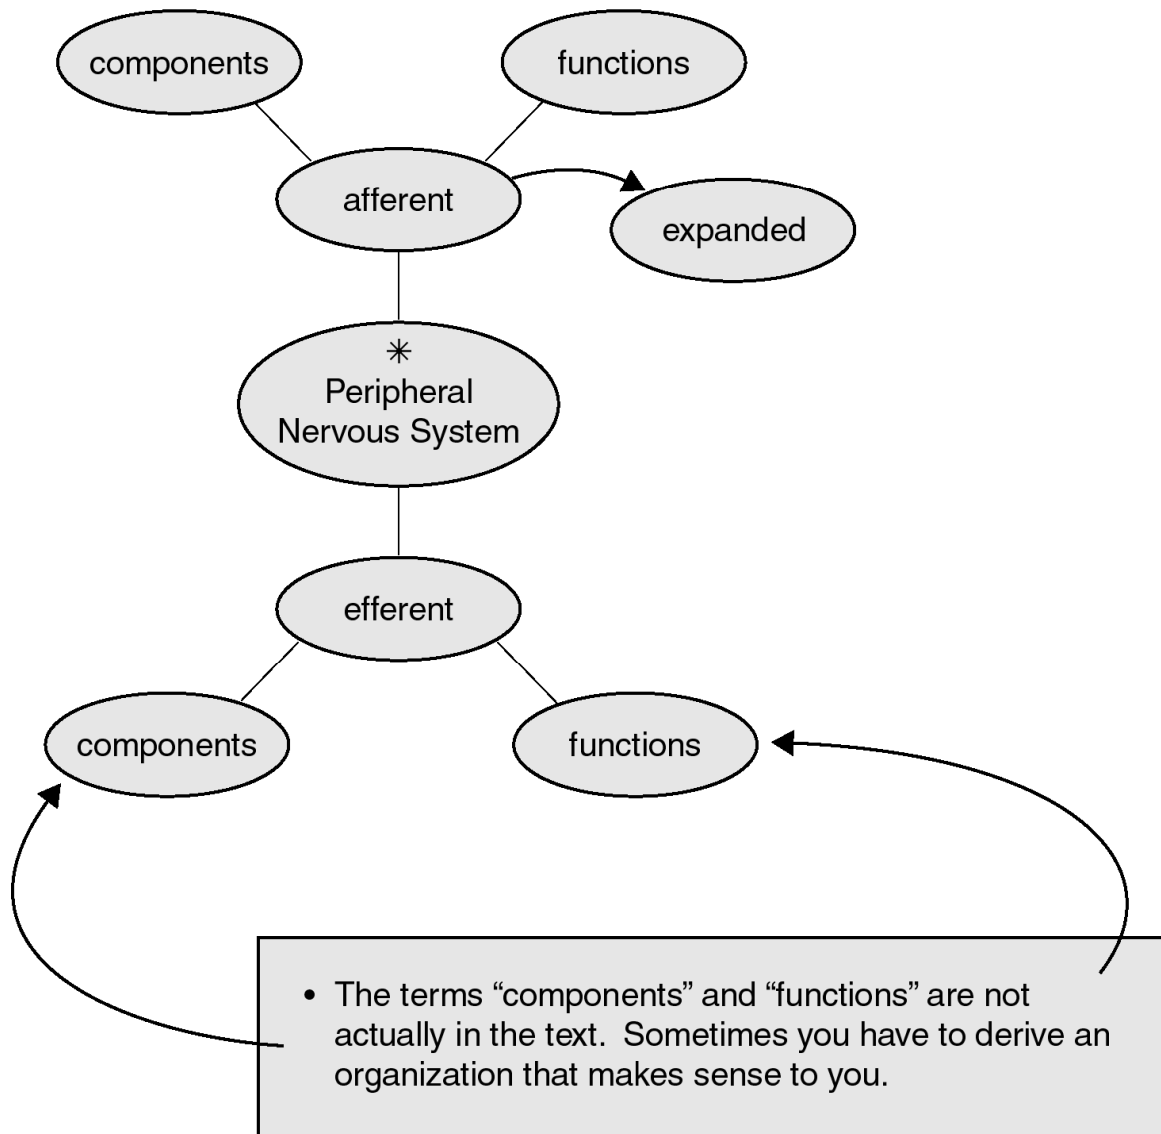 components
functions
afferent
expanded
✳
Peripheral
Nervous System
efferent
components
functions
• The terms “components” and “functions” are not
actually in the text.  Sometimes you have to derive an
organization that makes sense to you.